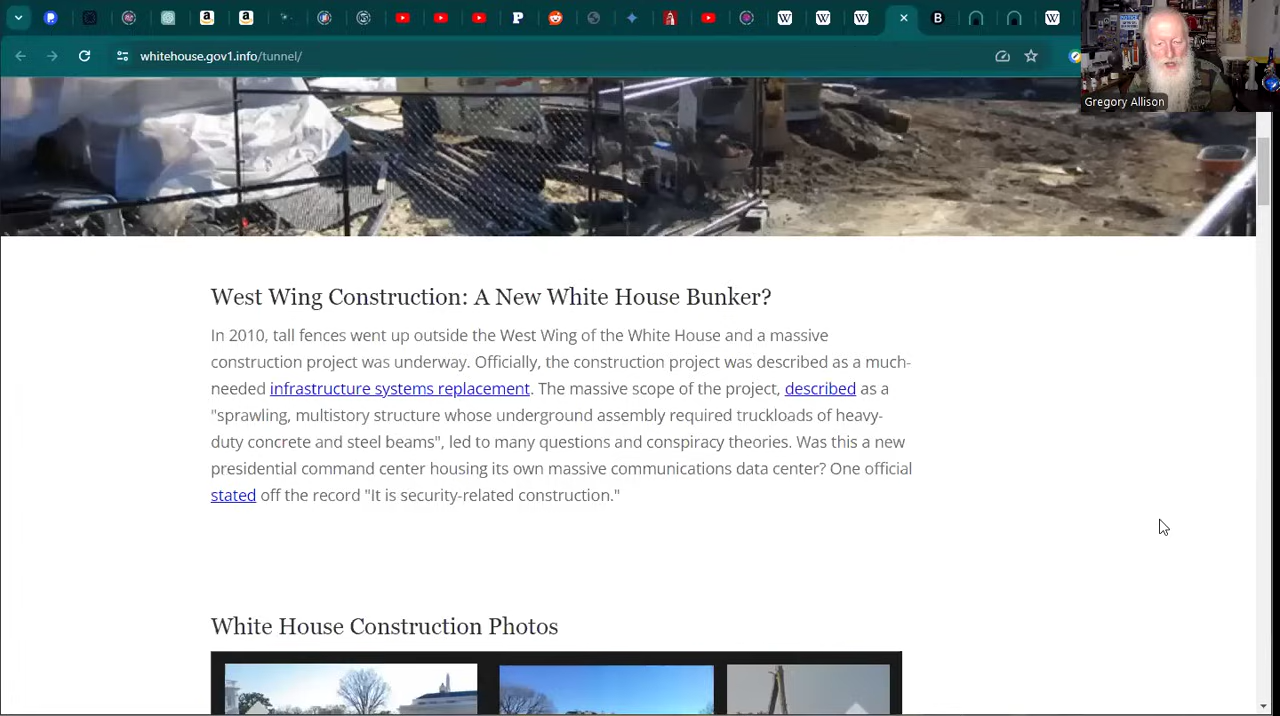 whitehouse.gov1.info/tunnel/
Gregory Allison
West Wing Construction: A New White House Bunker?
In 2010, tall fences went up outside the West Wing of the White House and a massive
construction project was underway. Officially, the construction project was described as a much-
needed infrastructure systems replacement. The massive scope of the project, described as a
"sprawling, multistory structure whose underground assembly required truckloads of heavy-
duty concrete and steel beams", led to many questions and conspiracy theories. Was this a new
presidential command center housing its own massive communications data center? One official
stated off the record "It is security-related construction."
White House Construction Photos